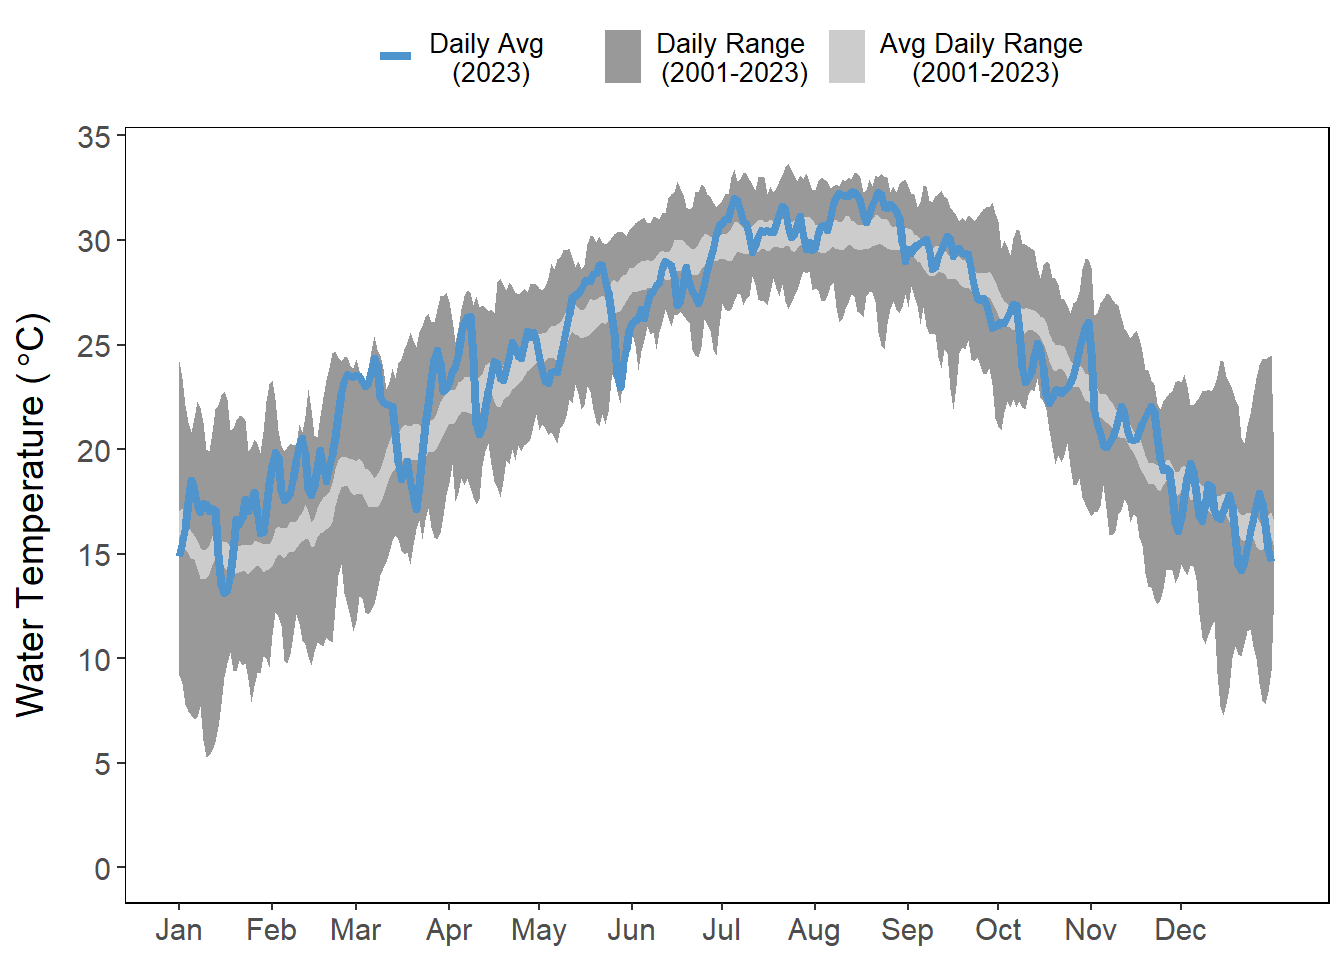 Daily Avg
(2023)
Daily Range
(2001-2023)
Avg Daily Range
(2001-2023)
Water Temperature (°C)
35
30
25
20
15
10
5
0
Jan Feb Mar Apr May Jun Jul Aug Sep Oct Nov Dec